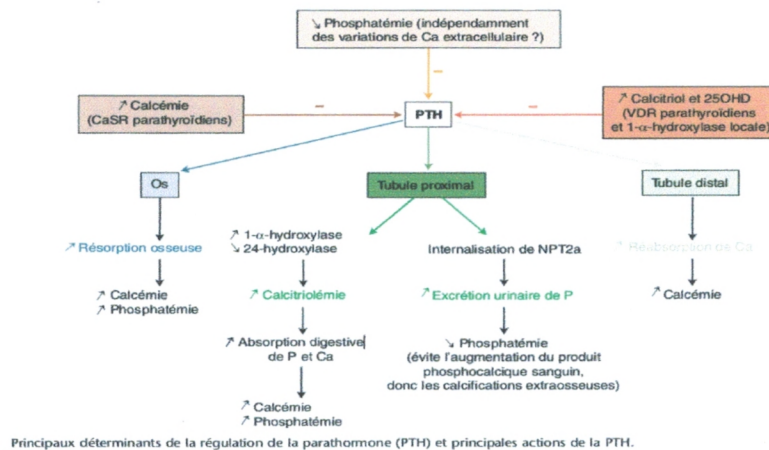 ↘ Phosphatémie (indépendamment
des variations de Ca extracellulaire ?)
–
↗ Calcémie
(CaSR parathyroïdiens)
–
PTH
–
↗ Calcitriol et 25OHD
(VDR parathyroïdiens
et 1-α-hydroxylase locale)
Os
Tubule proximal
Tubule distal
↗ Résorption osseuse
↗ 1-α-hydroxylase
↘ 24-hydroxylase
Internalisation de NPT2a
↗ Réabsorption de Ca
↗ Calcémie
↗ Phosphatémie
↗ Calcitriolémie
↗ Excrétion urinaire de P
↗ Calcémie
↗ Absorption digestive
de P et Ca
↘ Phosphatémie
(évite l'augmentation du produit
phosphocalcique sanguin,
donc les calcifications extraosseuses)
↗ Calcémie
↗ Phosphatémie
Principaux déterminants de la régulation de la parathormone (PTH) et principales actions de la PTH.